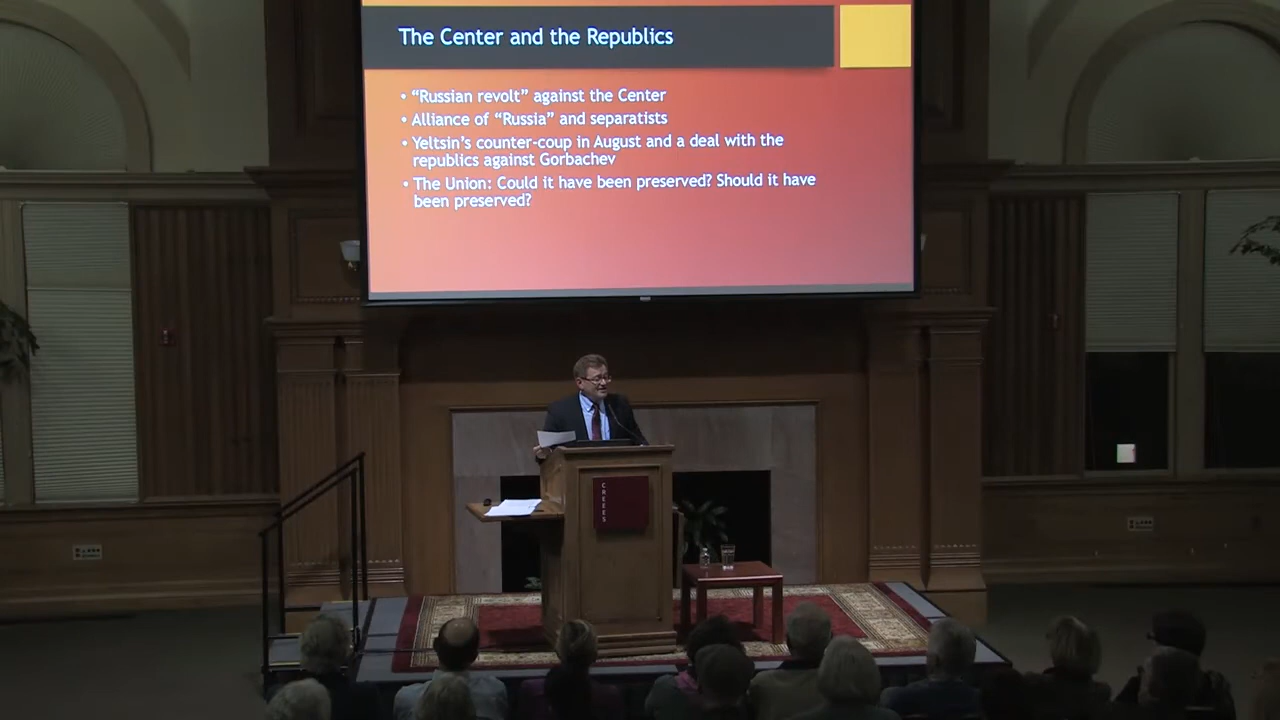 The Center and the Republics
• “Russian revolt” against the Center
• Alliance of “Russia” and separatists
• Yeltsin’s counter-coup in August and a deal with the
republics against Gorbachev
• The Union: Could it have been preserved? Should it have
been preserved?
CREEES